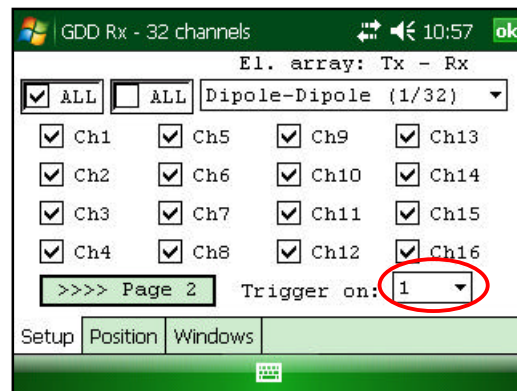 GDD Rx - 32 channels 10:57 ok
El. array: Tx - Rx
ALL ALL Dipole-Dipole (1/32)
Ch1 Ch5 Ch9 Ch13
Ch2 Ch6 Ch10 Ch14
Ch3 Ch7 Ch11 Ch15
Ch4 Ch8 Ch12 Ch16
>>>> Page 2 Trigger on: 1
Setup Position Windows